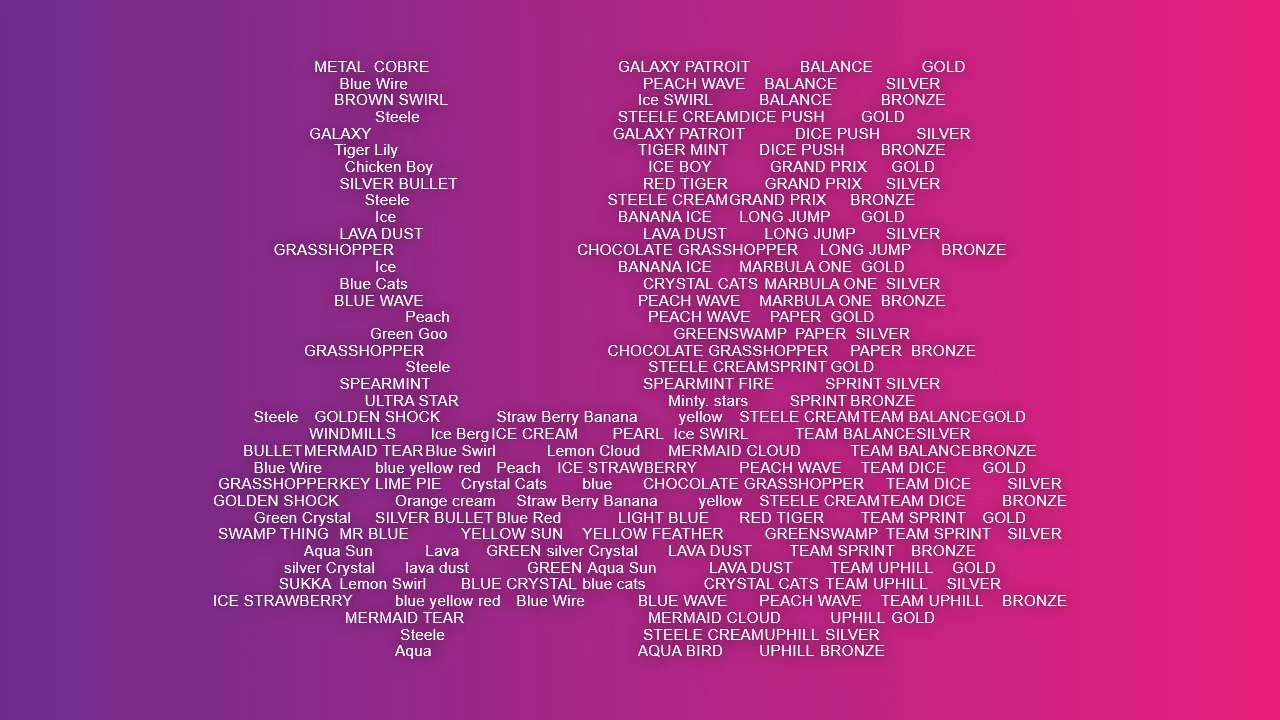 METAL COBRE GALAXY PATROIT BALANCE GOLD
Blue Wire PEACH WAVE BALANCE SILVER
BROWN SWIRL Ice SWIRL BALANCE BRONZE
Steele STEELE CREAMDICE PUSH GOLD
GALAXY GALAXY PATROIT DICE PUSH SILVER
Tiger Lily TIGER MINT DICE PUSH BRONZE
Chicken Boy ICE BOY GRAND PRIX GOLD
SILVER BULLET RED TIGER GRAND PRIX SILVER
Steele STEELE CREAMGRAND PRIX BRONZE
Ice BANANA ICE LONG JUMP GOLD
LAVA DUST LAVA DUST LONG JUMP SILVER
GRASSHOPPER CHOCOLATE GRASSHOPPER LONG JUMP BRONZE
Ice BANANA ICE MARBULA ONE GOLD
Blue Cats CRYSTAL CATS MARBULA ONE SILVER
BLUE WAVE PEACH WAVE MARBULA ONE BRONZE
Peach PEACH WAVE PAPER GOLD
Green Goo GREENSWAMP PAPER SILVER
GRASSHOPPER CHOCOLATE GRASSHOPPER PAPER BRONZE
Steele STEELE CREAMSPRINT GOLD
SPEARMINT SPEARMINT FIRE SPRINT SILVER
ULTRA STAR Minty. stars SPRINT BRONZE
Steele GOLDEN SHOCK Straw Berry Banana yellow STEELE CREAMTEAM BALANCEGOLD
WINDMILLS Ice BergICE CREAM PEARL Ice SWIRL TEAM BALANCESILVER
BULLETMERMAID TEARBlue Swirl Lemon Cloud MERMAID CLOUD TEAM BALANCEBRONZE
Blue Wire blue yellow red Peach ICE STRAWBERRY PEACH WAVE TEAM DICE GOLD
GRASSHOPPERKEY LIME PIE Crystal Cats blue CHOCOLATE GRASSHOPPER TEAM DICE SILVER
GOLDEN SHOCK Orange cream Straw Berry Banana yellow STEELE CREAMTEAM DICE BRONZE
Green Crystal SILVER BULLET Blue Red LIGHT BLUE RED TIGER TEAM SPRINT GOLD
SWAMP THING MR BLUE YELLOW SUN YELLOW FEATHER GREENSWAMP TEAM SPRINT SILVER
Aqua Sun Lava GREEN silver Crystal LAVA DUST TEAM SPRINT BRONZE
silver Crystal lava dust GREEN Aqua Sun LAVA DUST TEAM UPHILL GOLD
SUKKA Lemon Swirl BLUE CRYSTAL blue cats CRYSTAL CATS TEAM UPHILL SILVER
ICE STRAWBERRY blue yellow red Blue Wire BLUE WAVE PEACH WAVE TEAM UPHILL BRONZE
MERMAID TEAR MERMAID CLOUD UPHILL GOLD
Steele STEELE CREAMUPHILL SILVER
Aqua AQUA BIRD UPHILL BRONZE